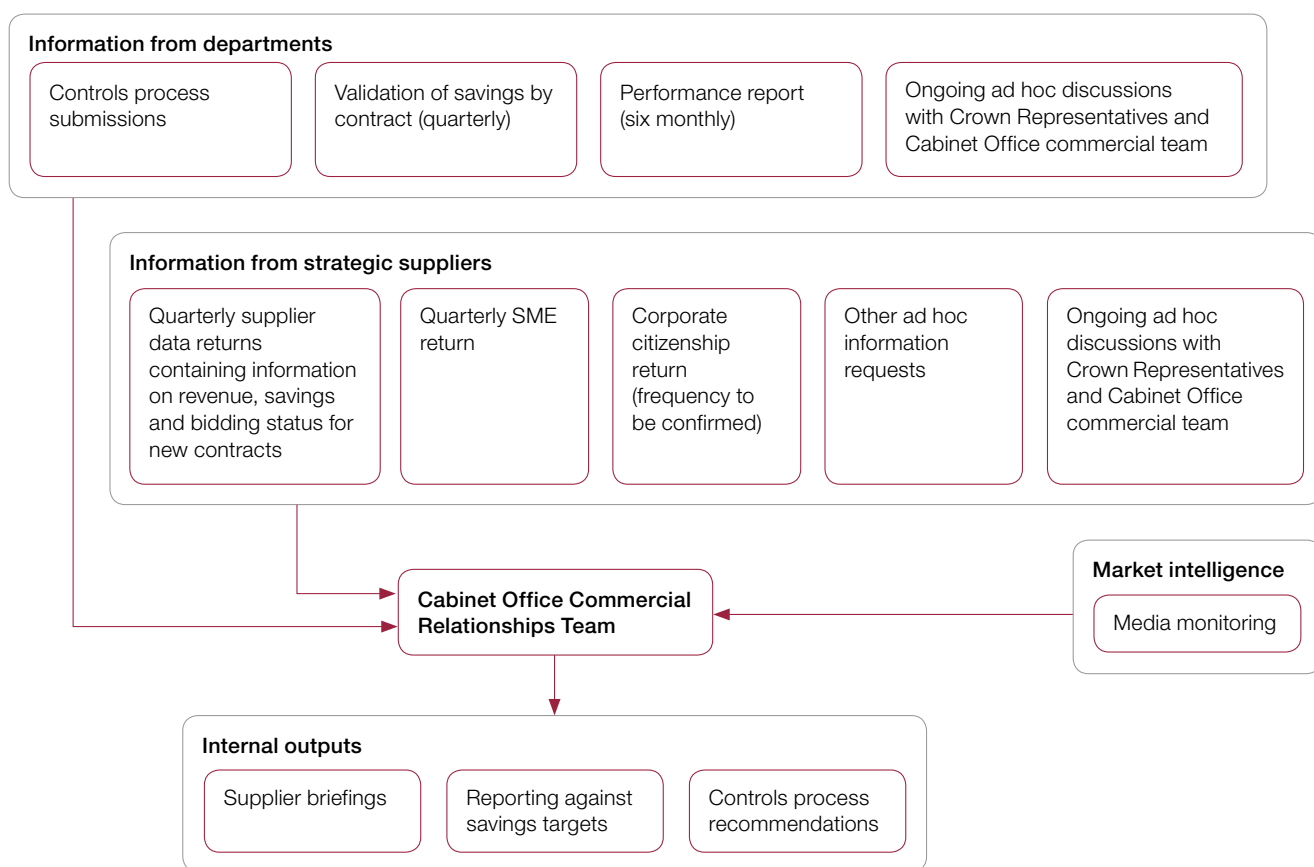 Information from departments
Controls process
submissions
Validation of savings by
contract (quarterly)
Performance report
(six monthly)
Ongoing ad hoc discussions
with Crown Representatives and
Cabinet Office commercial team
Information from strategic suppliers
Quarterly supplier
data returns
containing information
on revenue, savings
and bidding status for
new contracts
Quarterly SME
return
Corporate
citizenship
return
(frequency to
be confirmed)
Other ad hoc
information
requests
Ongoing ad hoc
discussions with
Crown Representatives
and Cabinet Office
commercial team
Cabinet Office Commercial
Relationships Team
Market intelligence
Media monitoring
Internal outputs
Supplier briefings
Reporting against
savings targets
Controls process
recommendations